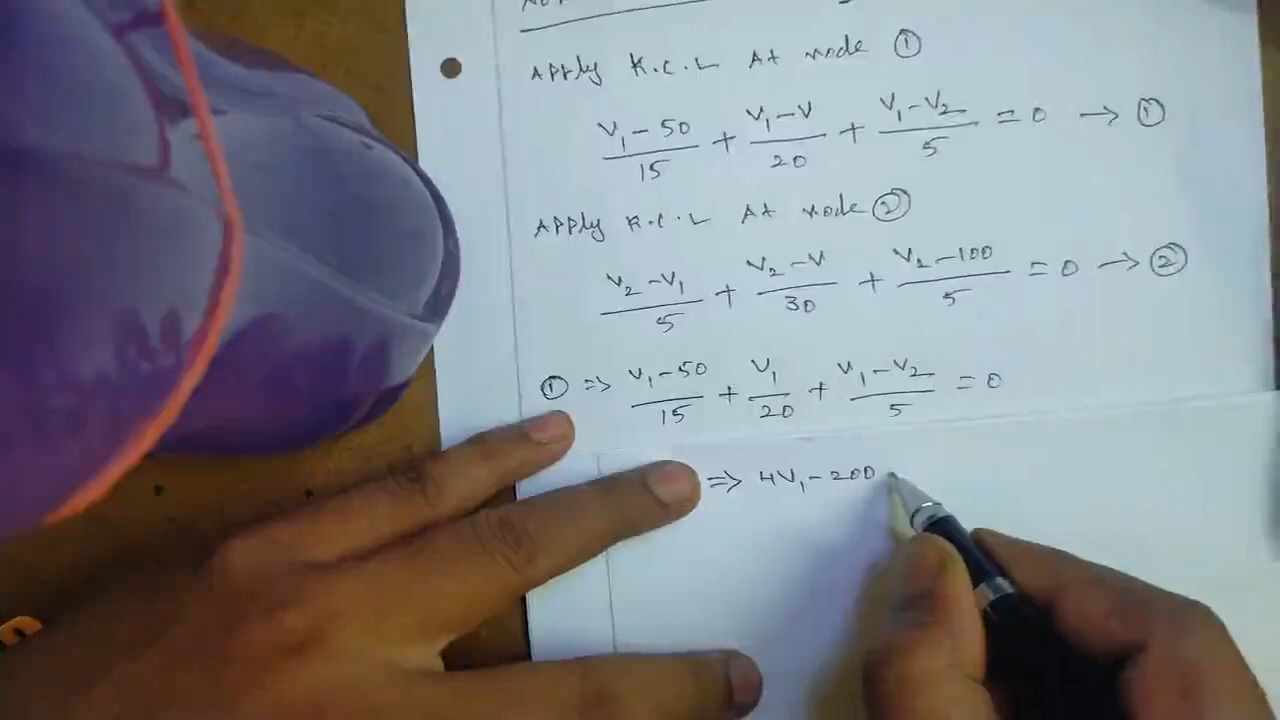 Apply K.C.L At node ①
(V₁ - 50)/15 + (V₁ - V)/20 + (V₁ - V₂)/5 = 0 → ①
Apply K.C.L At node ②
(V₂ - V₁)/5 + (V₂ - V)/30 + (V₂ - 100)/5 = 0 → ②
① => (V₁ - 50)/15 + V₁/20 + (V₁ - V₂)/5 = 0
=> 4V₁ - 200